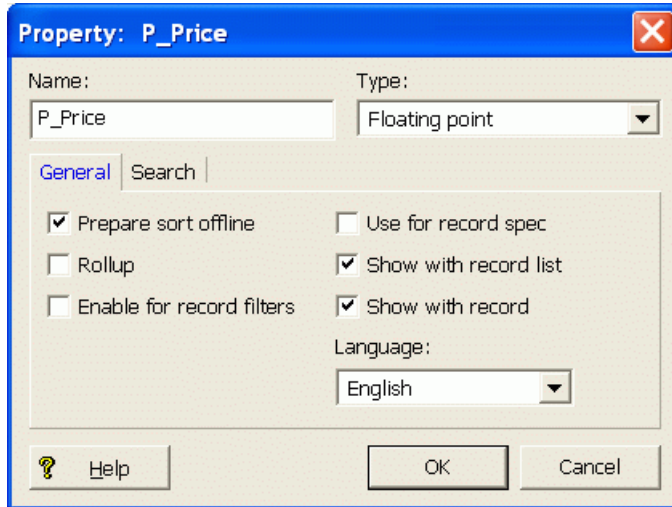 Property: P_Price
Name: Type:
P_Price Floating point
General Search
Prepare sort offline Use for record spec
Rollup Show with record list
Enable for record filters Show with record
Language:
English
? Help OK Cancel